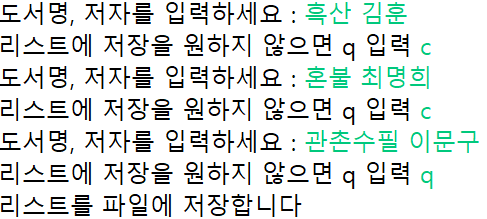 도서명, 저자를 입력하세요 : 흑산 김훈
리스트에 저장을 원하지 않으면 q 입력 c
도서명, 저자를 입력하세요 : 혼불 최명희
리스트에 저장을 원하지 않으면 q 입력 c
도서명, 저자를 입력하세요 : 관촌수필 이문구
리스트에 저장을 원하지 않으면 q 입력 q
리스트를 파일에 저장합니다